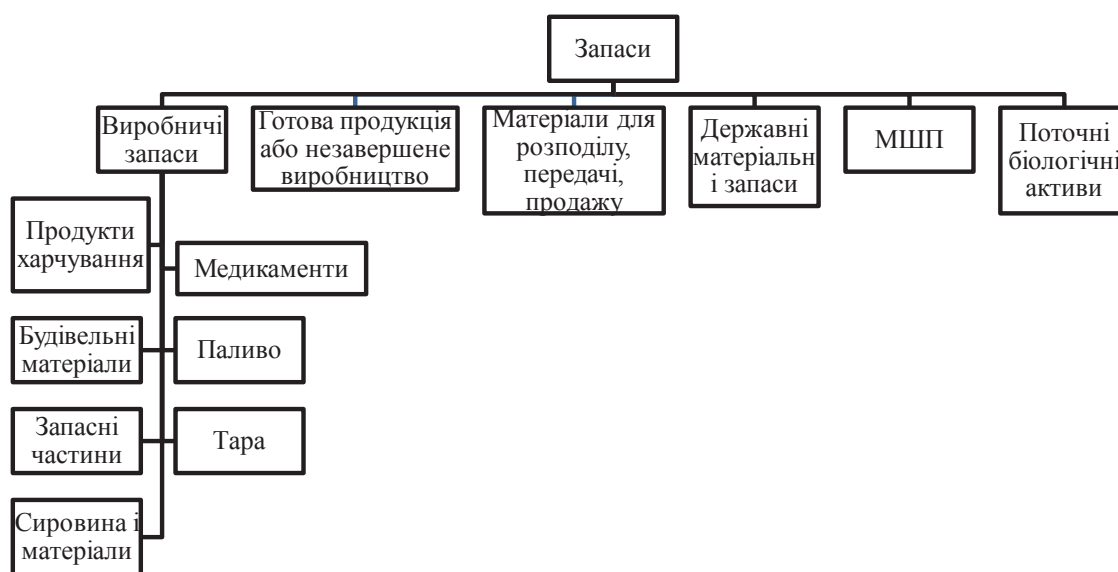 Запаси
Виробничі
запаси
Готова продукція
або незавершене
виробництво
Матеріали для
розподілу,
передачі,
продажу
Державні
матеріальн
і запаси
МШП
Поточні
біологічні
активи
Продукти
харчування
Медикаменти
Будівельні
матеріали
Паливо
Запасні
частини
Тара
Сировина і
матеріали